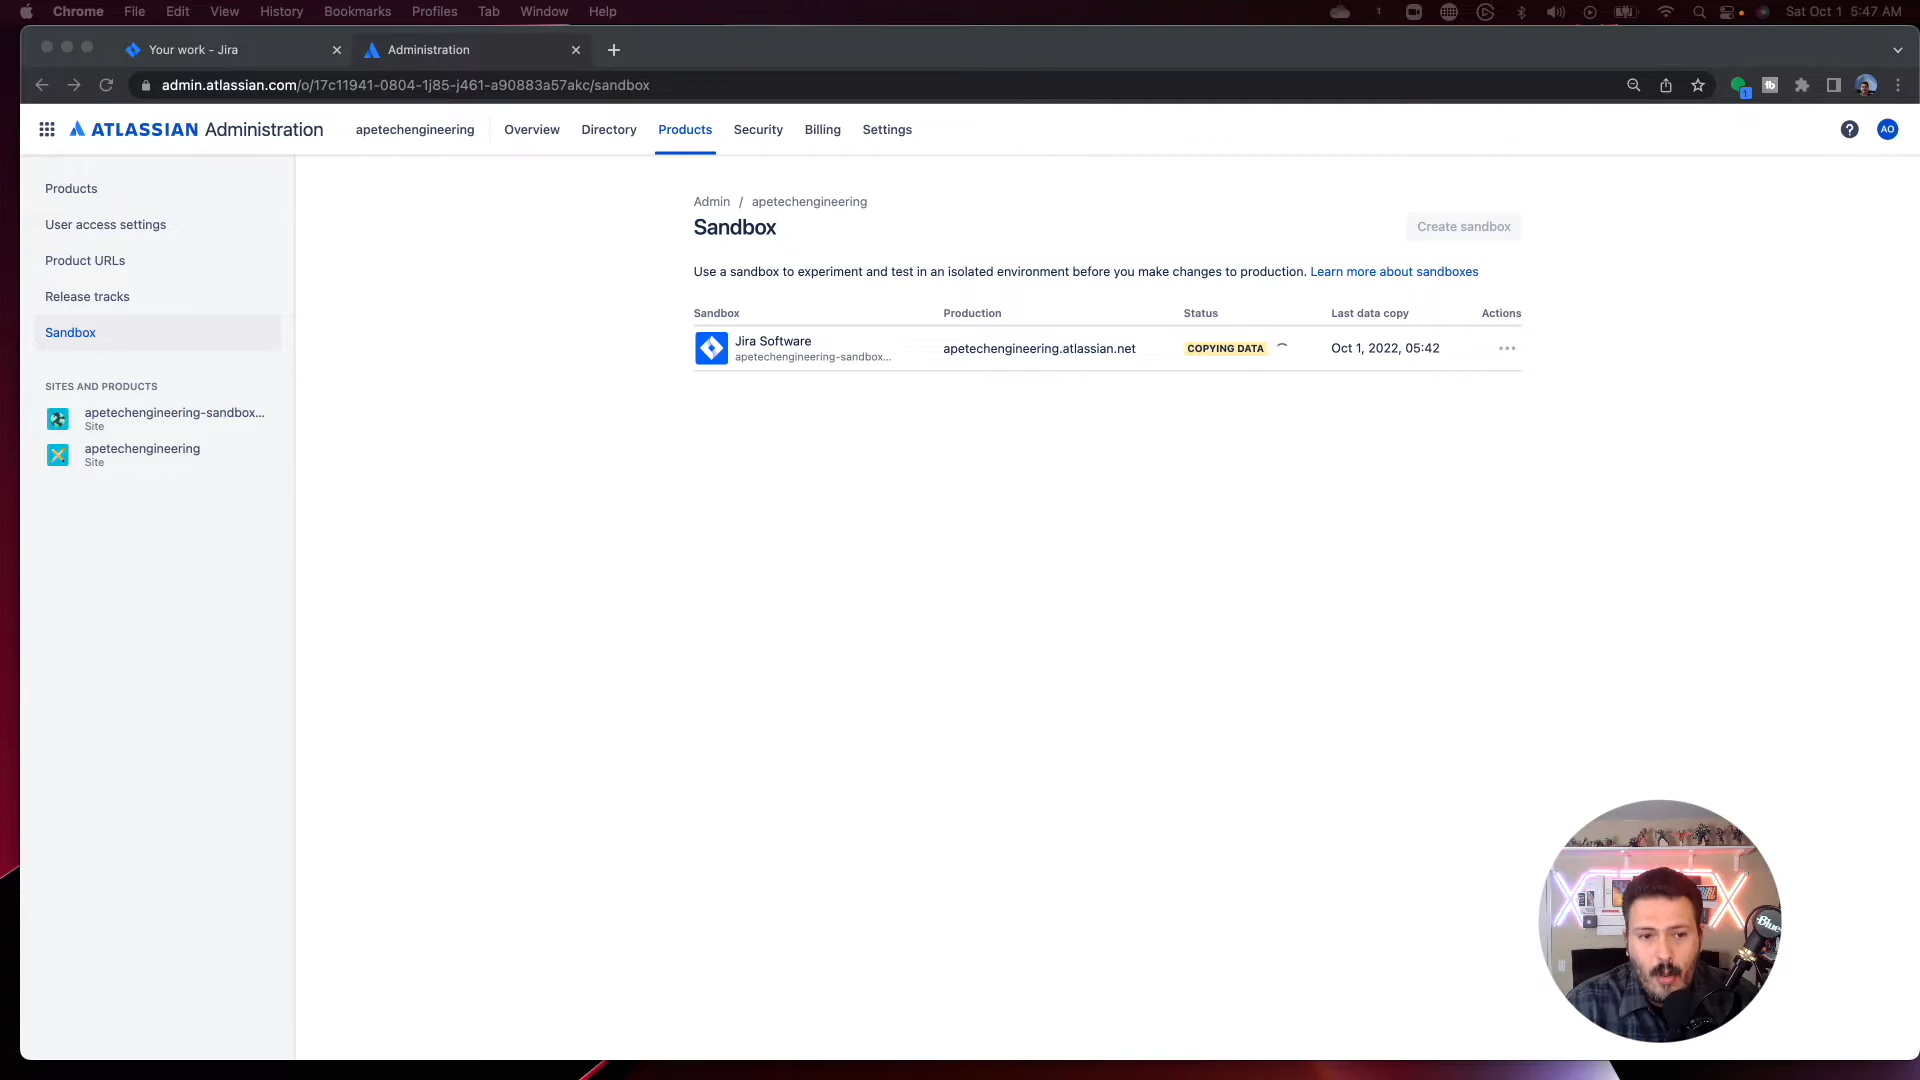 Chrome File Edit View History Bookmarks Profiles Tab Window Help
1 Sat Oct 1 5:47 AM
Your work - Jira
Administration
admin.atlassian.com/o/17c11941-0804-1j85-j461-a90883a57akc/sandbox
1
ATLASSIAN Administration
apetechengineering
Overview Directory Products Security Billing Settings
AO
Products
User access settings
Product URLs
Release tracks
Sandbox
SITES AND PRODUCTS
apetechengineering-sandbox...
Site
apetechengineering
Site
Admin / apetechengineering
Sandbox
Create sandbox
Use a sandbox to experiment and test in an isolated environment before you make changes to production. Learn more about sandboxes
Sandbox Production Status Last data copy Actions
Jira Software
apetechengineering-sandbox...
apetechengineering.atlassian.net
COPYING DATA
Oct 1, 2022, 05:42
Blue